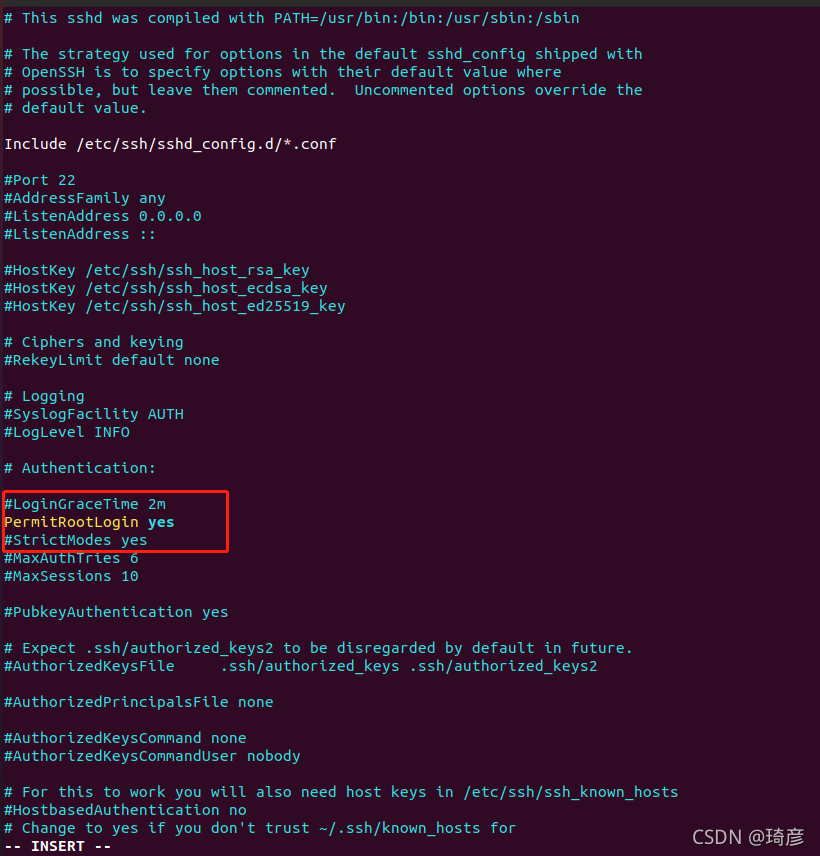 # This sshd was compiled with PATH=/usr/bin:/bin:/usr/sbin:/sbin
# The strategy used for options in the default sshd_config shipped with
# OpenSSH is to specify options with their default value where
# possible, but leave them commented.  Uncommented options override the
# default value.
Include /etc/ssh/sshd_config.d/*.conf
#Port 22
#AddressFamily any
#ListenAddress 0.0.0.0
#ListenAddress ::
#HostKey /etc/ssh/ssh_host_rsa_key
#HostKey /etc/ssh/ssh_host_ecdsa_key
#HostKey /etc/ssh/ssh_host_ed25519_key
# Ciphers and keying
#RekeyLimit default none
# Logging
#SyslogFacility AUTH
#LogLevel INFO
# Authentication:
#LoginGraceTime 2m
PermitRootLogin yes
#StrictModes yes
#MaxAuthTries 6
#MaxSessions 10
#PubkeyAuthentication yes
# Expect .ssh/authorized_keys2 to be disregarded by default in future.
#AuthorizedKeysFile     .ssh/authorized_keys .ssh/authorized_keys2
#AuthorizedPrincipalsFile none
#AuthorizedKeysCommand none
#AuthorizedKeysCommandUser nobody
# For this to work you will also need host keys in /etc/ssh/ssh_known_hosts
#HostbasedAuthentication no
# Change to yes if you don't trust ~/.ssh/known_hosts for
-- INSERT --
CSDN @琦彦